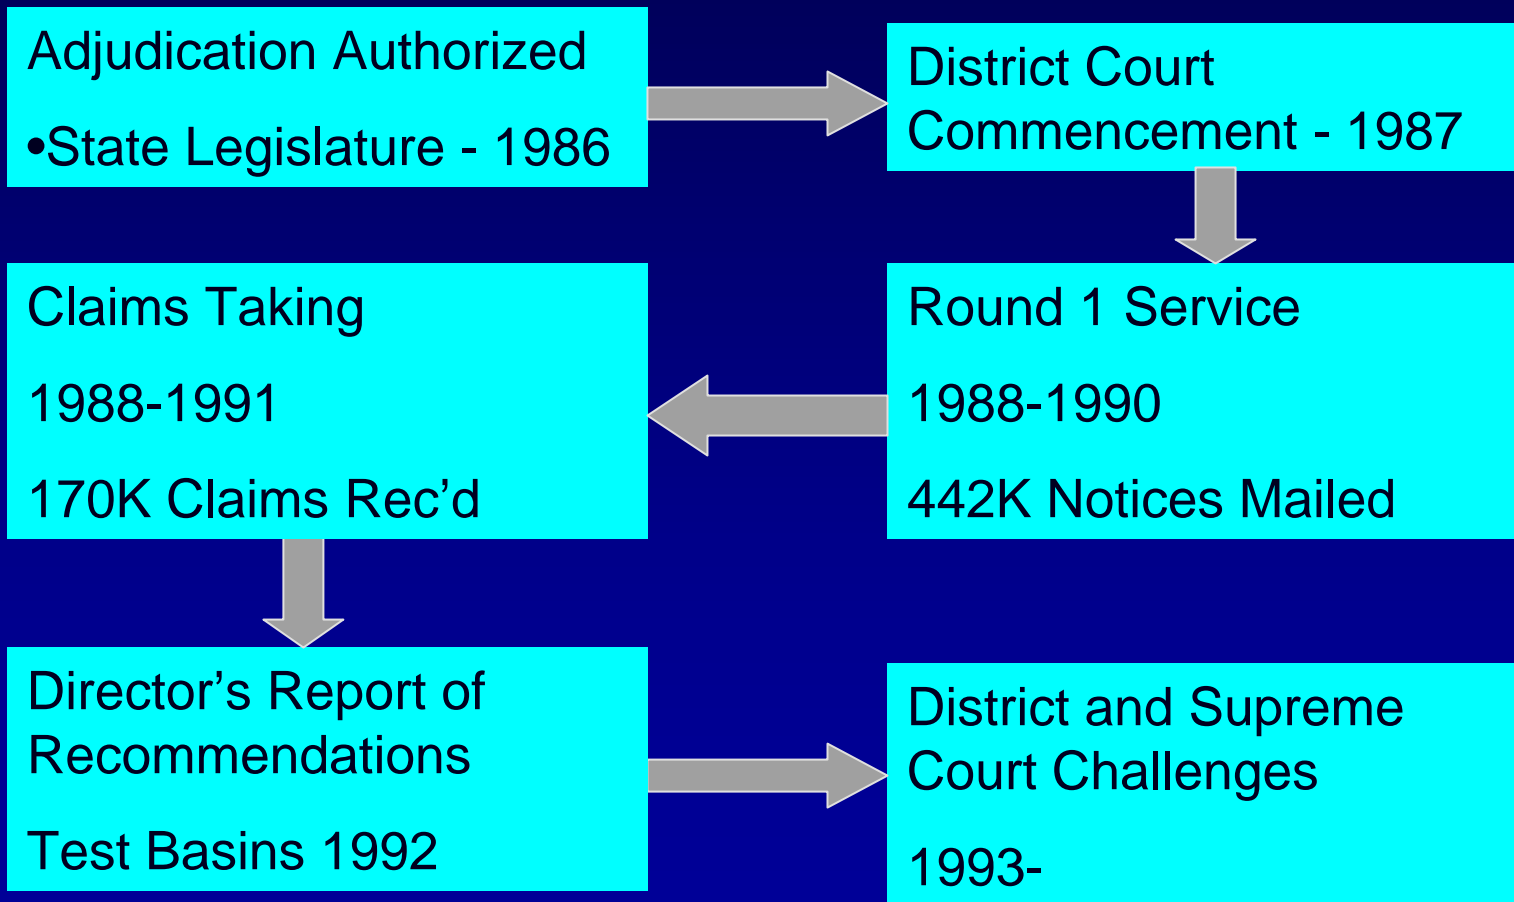 Adjudication Authorized
•State Legislature - 1986
District Court
Commencement - 1987
Round 1 Service
1988-1990
442K Notices Mailed
Claims Taking
1988-1991
170K Claims Rec’d
Director’s Report of
Recommendations
Test Basins 1992
District and Supreme
Court Challenges
1993-